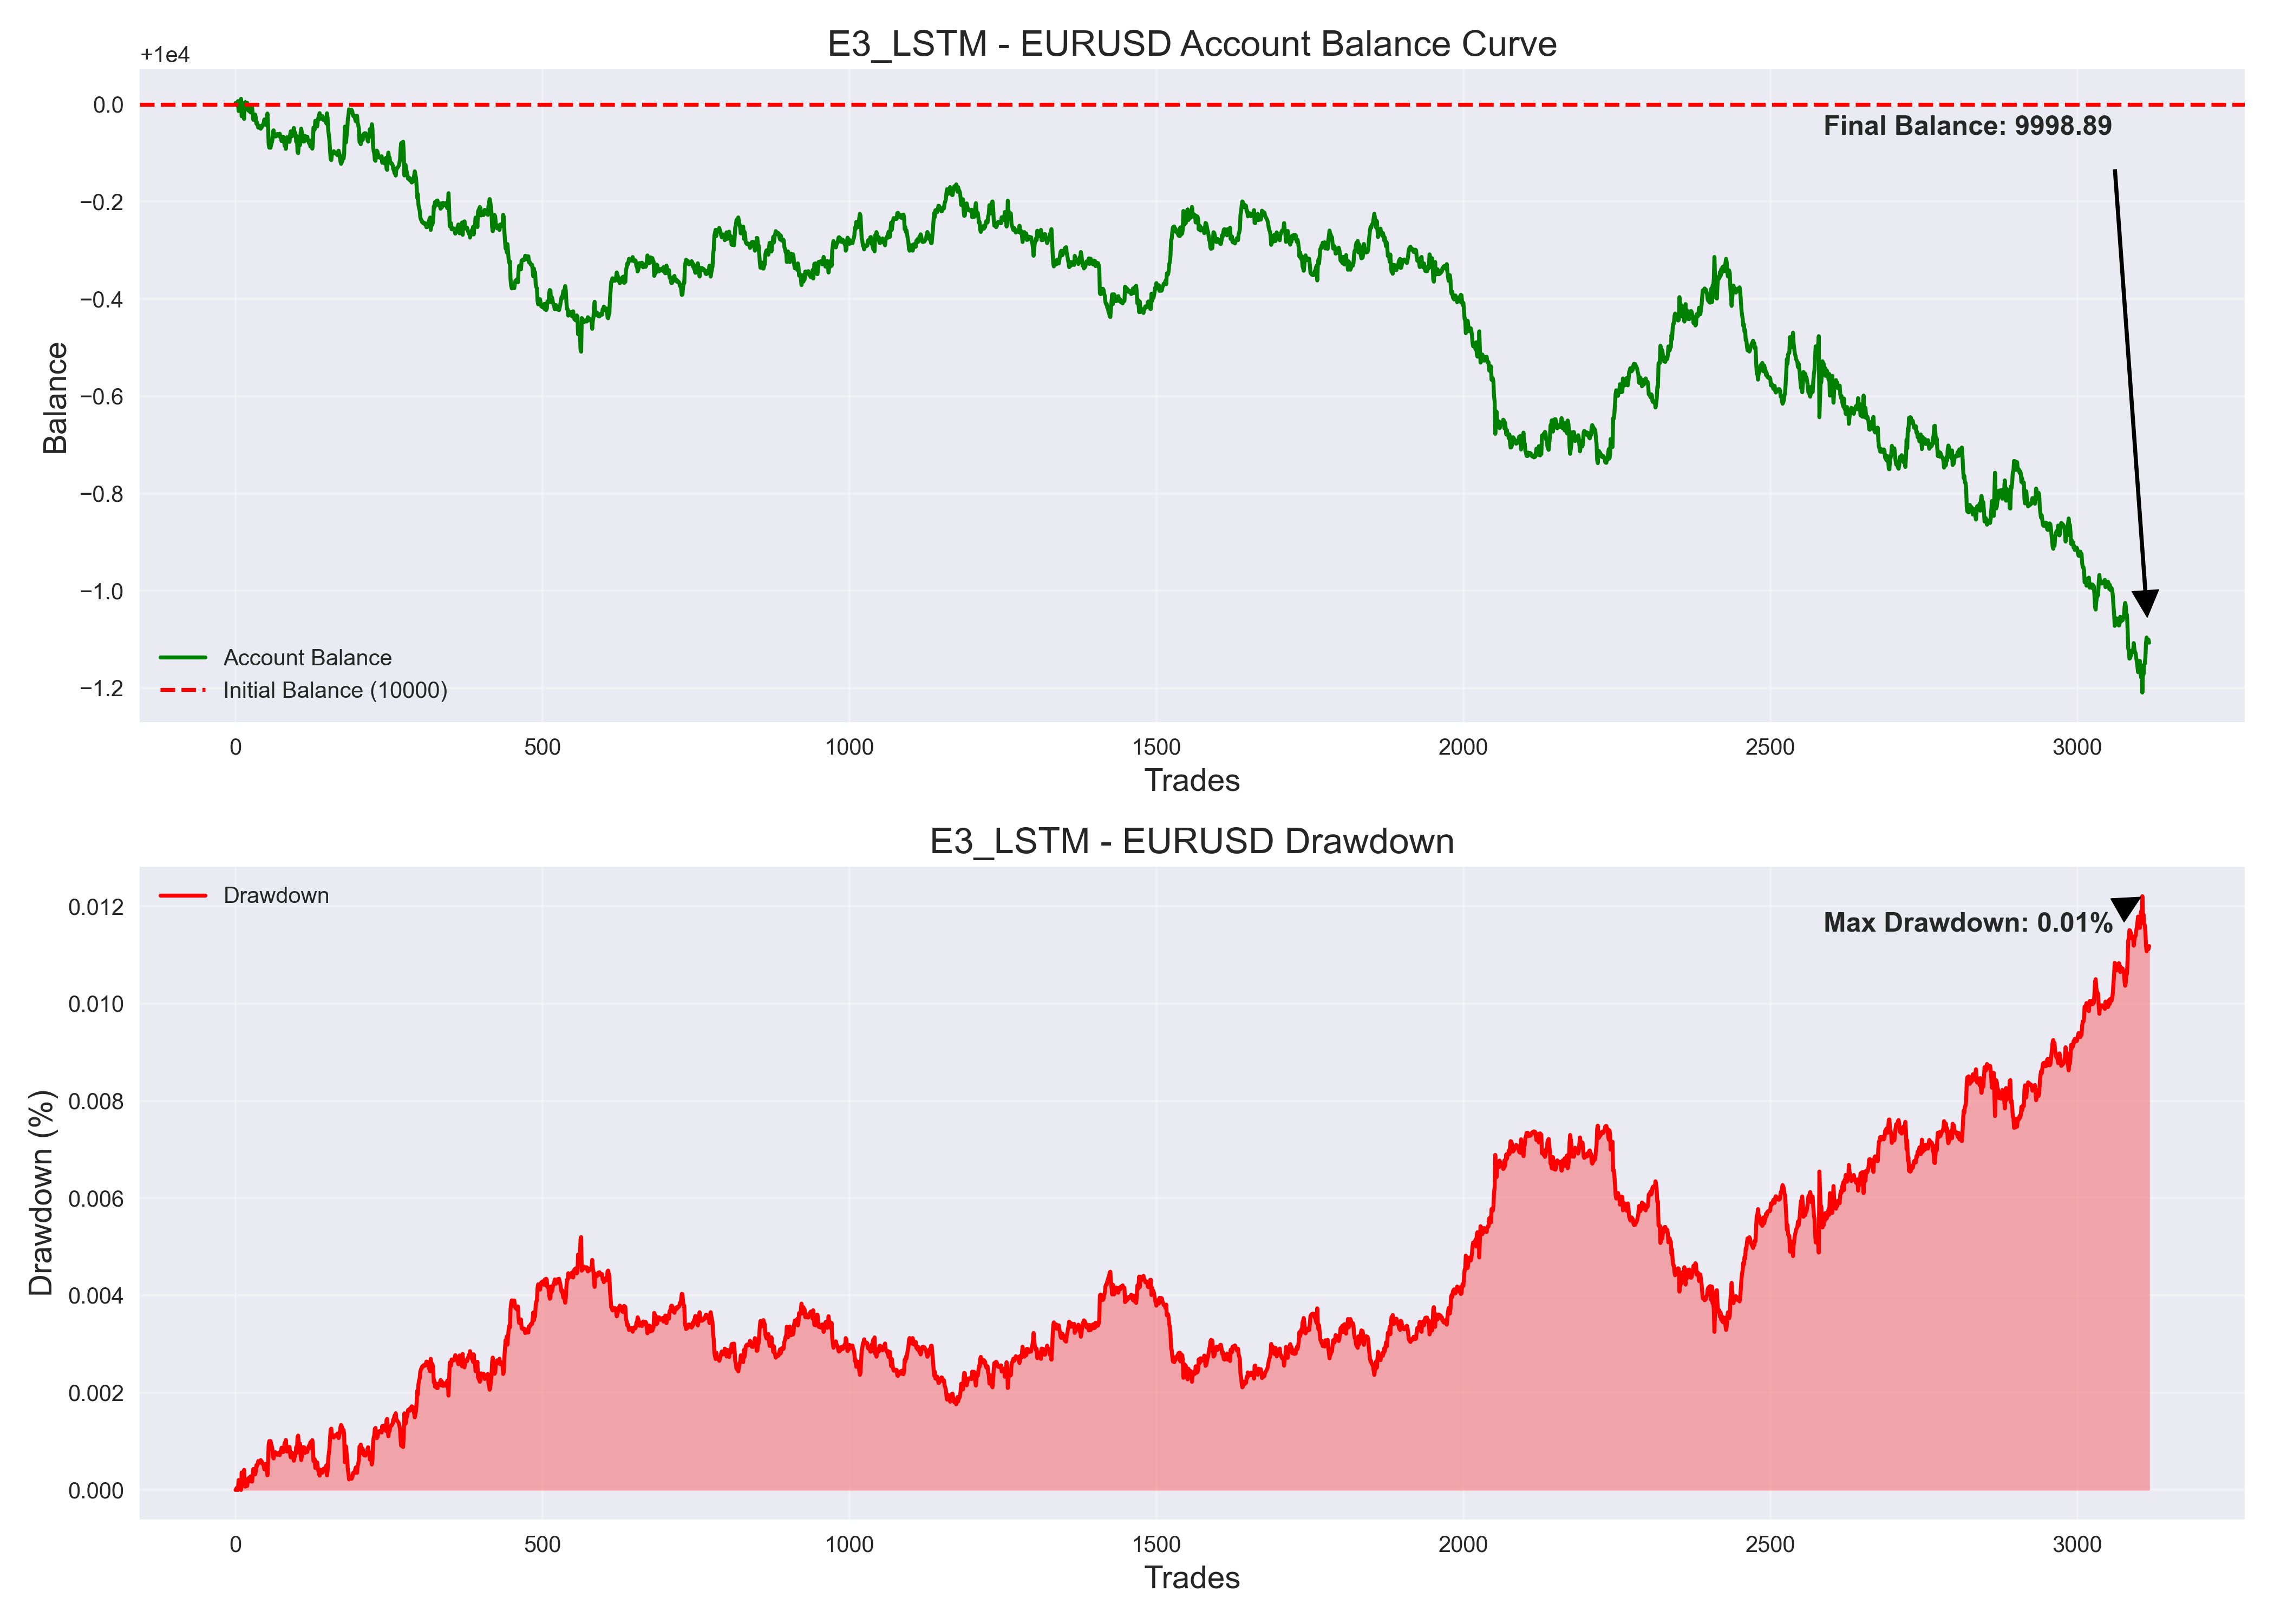 E3_LSTM - EURUSD Account Balance Curve
+1e4
0.0
−0.2
−0.4
−0.6
−0.8
−1.0
−1.2
Balance
Final Balance: 9998.89
Account Balance
Initial Balance (10000)
0 500 1000 1500 2000 2500 3000
Trades
E3_LSTM - EURUSD Drawdown
Drawdown
Max Drawdown: 0.01%
0.012
0.010
0.008
0.006
0.004
0.002
0.000
Drawdown (%)
0 500 1000 1500 2000 2500 3000
Trades